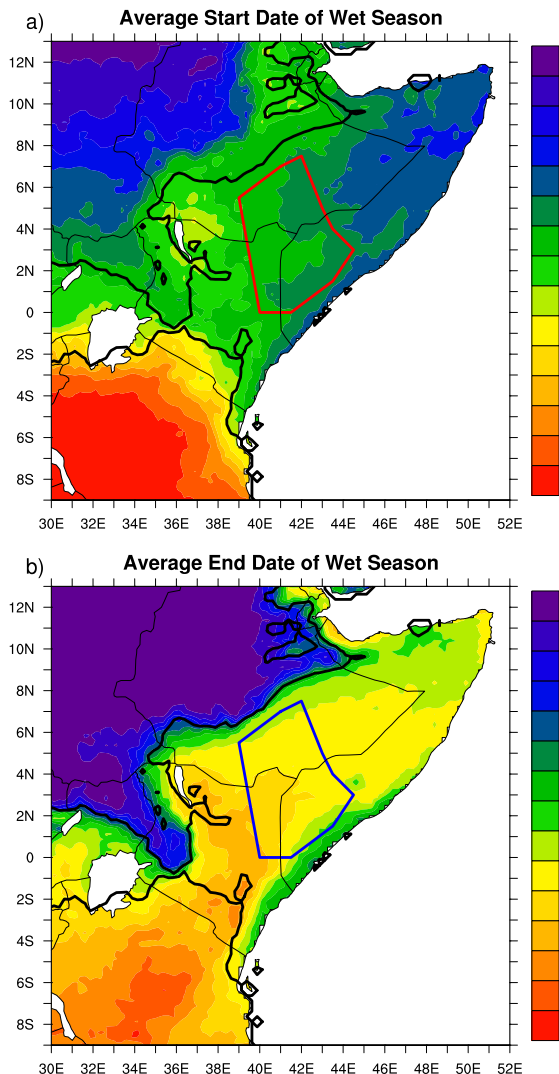 a) Average Start Date of Wet Season
12N
10N
8N
6N
4N
2N
0
2S
4S
6S
8S
30E 32E 34E 36E 38E 40E 42E 44E 46E 48E 50E 52E
b) Average End Date of Wet Season
12N
10N
8N
6N
4N
2N
0
2S
4S
6S
8S
30E 32E 34E 36E 38E 40E 42E 44E 46E 48E 50E 52E